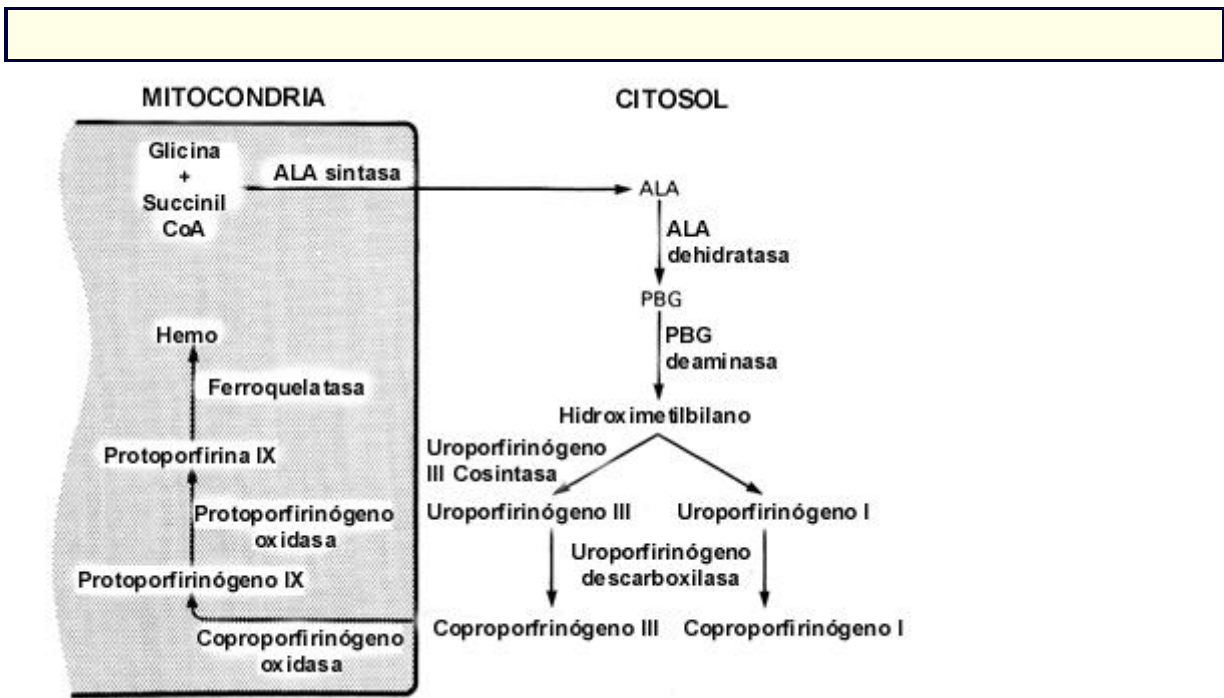 MITOCONDRIA
CITOSOL
Glicina
+
Succinil
CoA
ALA sintasa
ALA
ALA
dehidratasa
PBG
PBG
deaminasa
Hidroximetilbilano
Uroporfirinógeno
III Cosintasa
Uroporfirinógeno III
Uroporfirinógeno I
Uroporfirinógeno
descarboxilasa
Coproporfrinógeno III
Coproporfirinógeno I
Hemo
Ferroquelatasa
Protoporfirina IX
Protoporfirinógeno
oxidasa
Protoporfirinógeno IX
Coproporfirinógeno
oxidasa